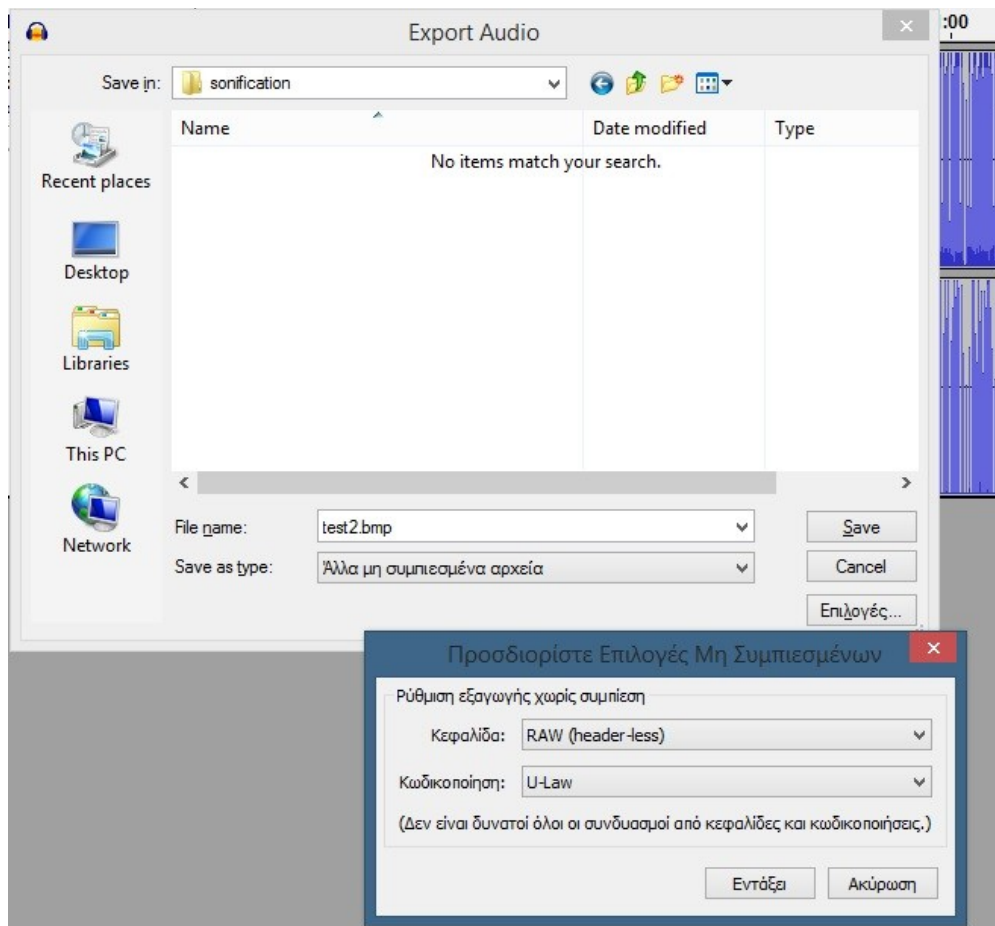 Export Audio
:00
Save in: sonification
Name Date modified Type
No items match your search.
Recent places
Desktop
Libraries
This PC
Network
File name: test2.bmp Save
Save as type: Άλλα μη συμπιεσμένα αρχεία Cancel
Επιλογές...
Προσδιορίστε Επιλογές Μη Συμπιεσμένων
Ρύθμιση εξαγωγής χωρίς συμπίεση
Κεφαλίδα: RAW (header-less)
Κωδικοποίηση: U-Law
(Δεν είναι δυνατοί όλοι οι συνδυασμοί από κεφαλίδες και κωδικοποιήσεις.)
Εντάξει Ακύρωση